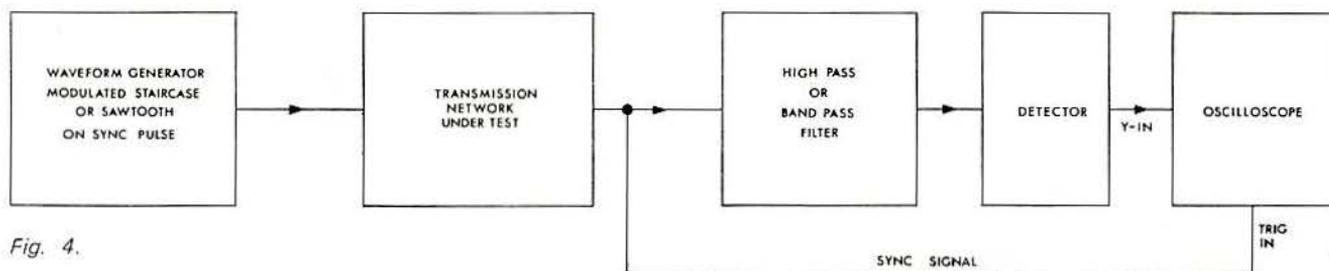 WAVEFORM GENERATOR
MODULATED STAIRCASE
OR SAWTOOTH
ON SYNC PULSE
TRANSMISSION
NETWORK
UNDER TEST
HIGH PASS
OR
BAND PASS
FILTER
DETECTOR
Y-IN
OSCILLOSCOPE
TRIG
IN
SYNC SIGNAL
Fig. 4.